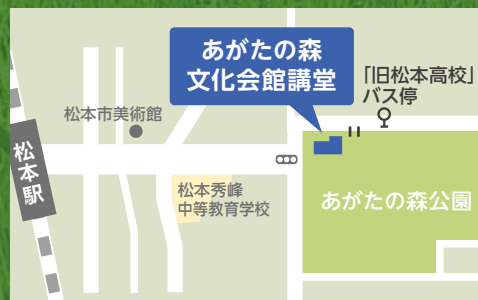 あがたの森
文化会館講堂
「旧松本高校」
バス停
松本市美術館
松本駅
松本秀峰
中等教育学校
あがたの森公園